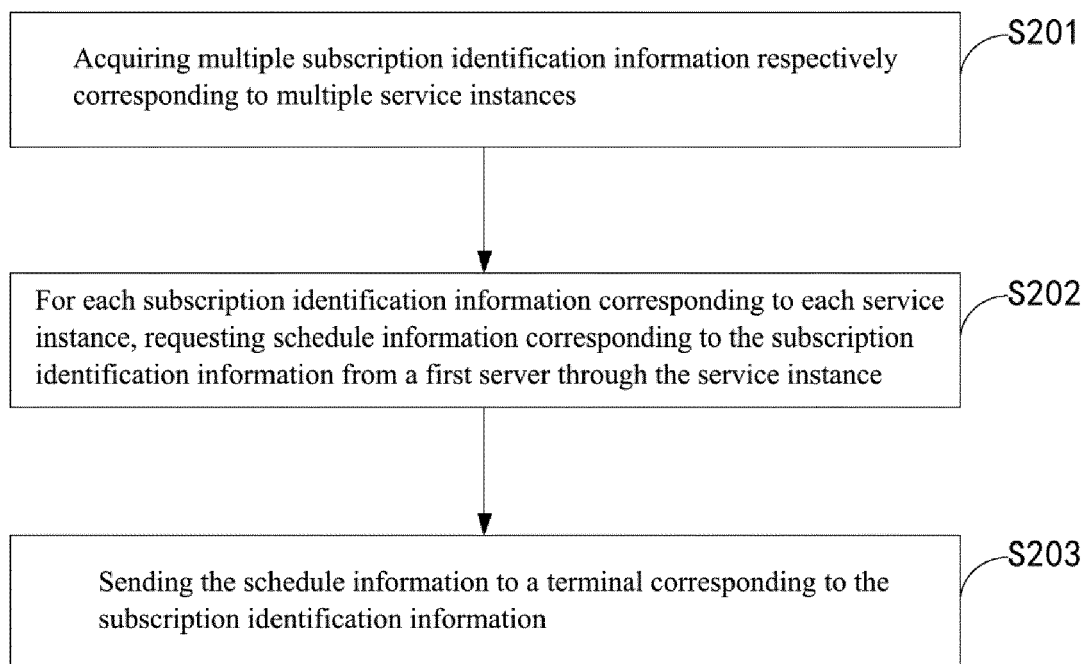 S201
Acquiring multiple subscription identification information respectively
corresponding to multiple service instances
S202
For each subscription identification information corresponding to each service
instance, requesting schedule information corresponding to the subscription
identification information from a first server through the service instance
S203
Sending the schedule information to a terminal corresponding to the
subscription identification information